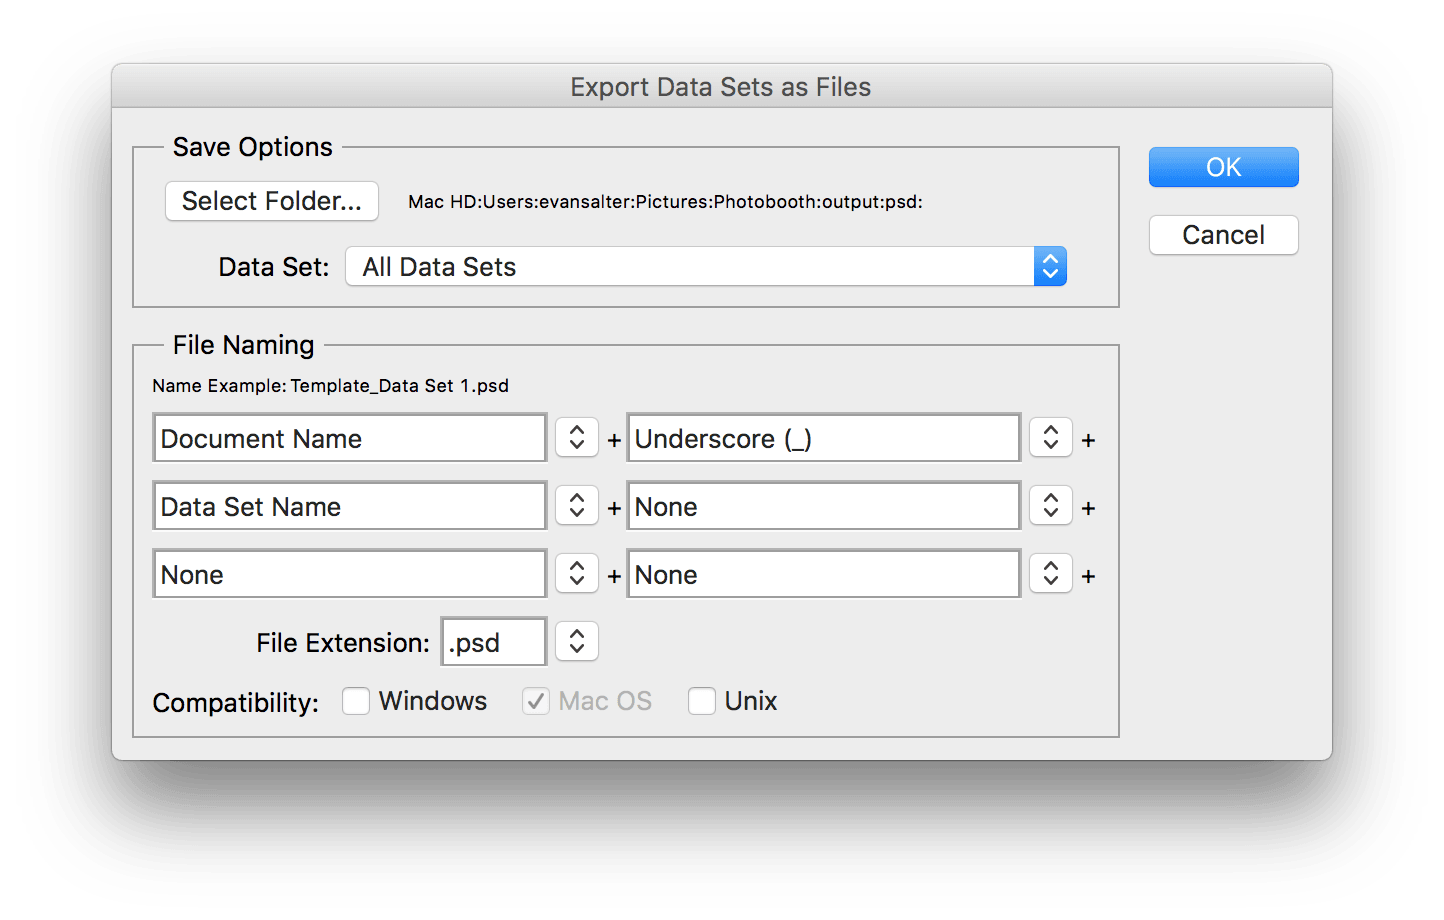 Export Data Sets as Files
Save Options
OK
Select Folder... Mac HD:Users:evansalter:Pictures:Photobooth:output:psd:
Cancel
Data Set: All Data Sets
File Naming
Name Example: Template_Data Set 1.psd
Document Name + Underscore (_) +
Data Set Name + None +
None + None +
File Extension: .psd
Compatibility: Windows Mac OS Unix